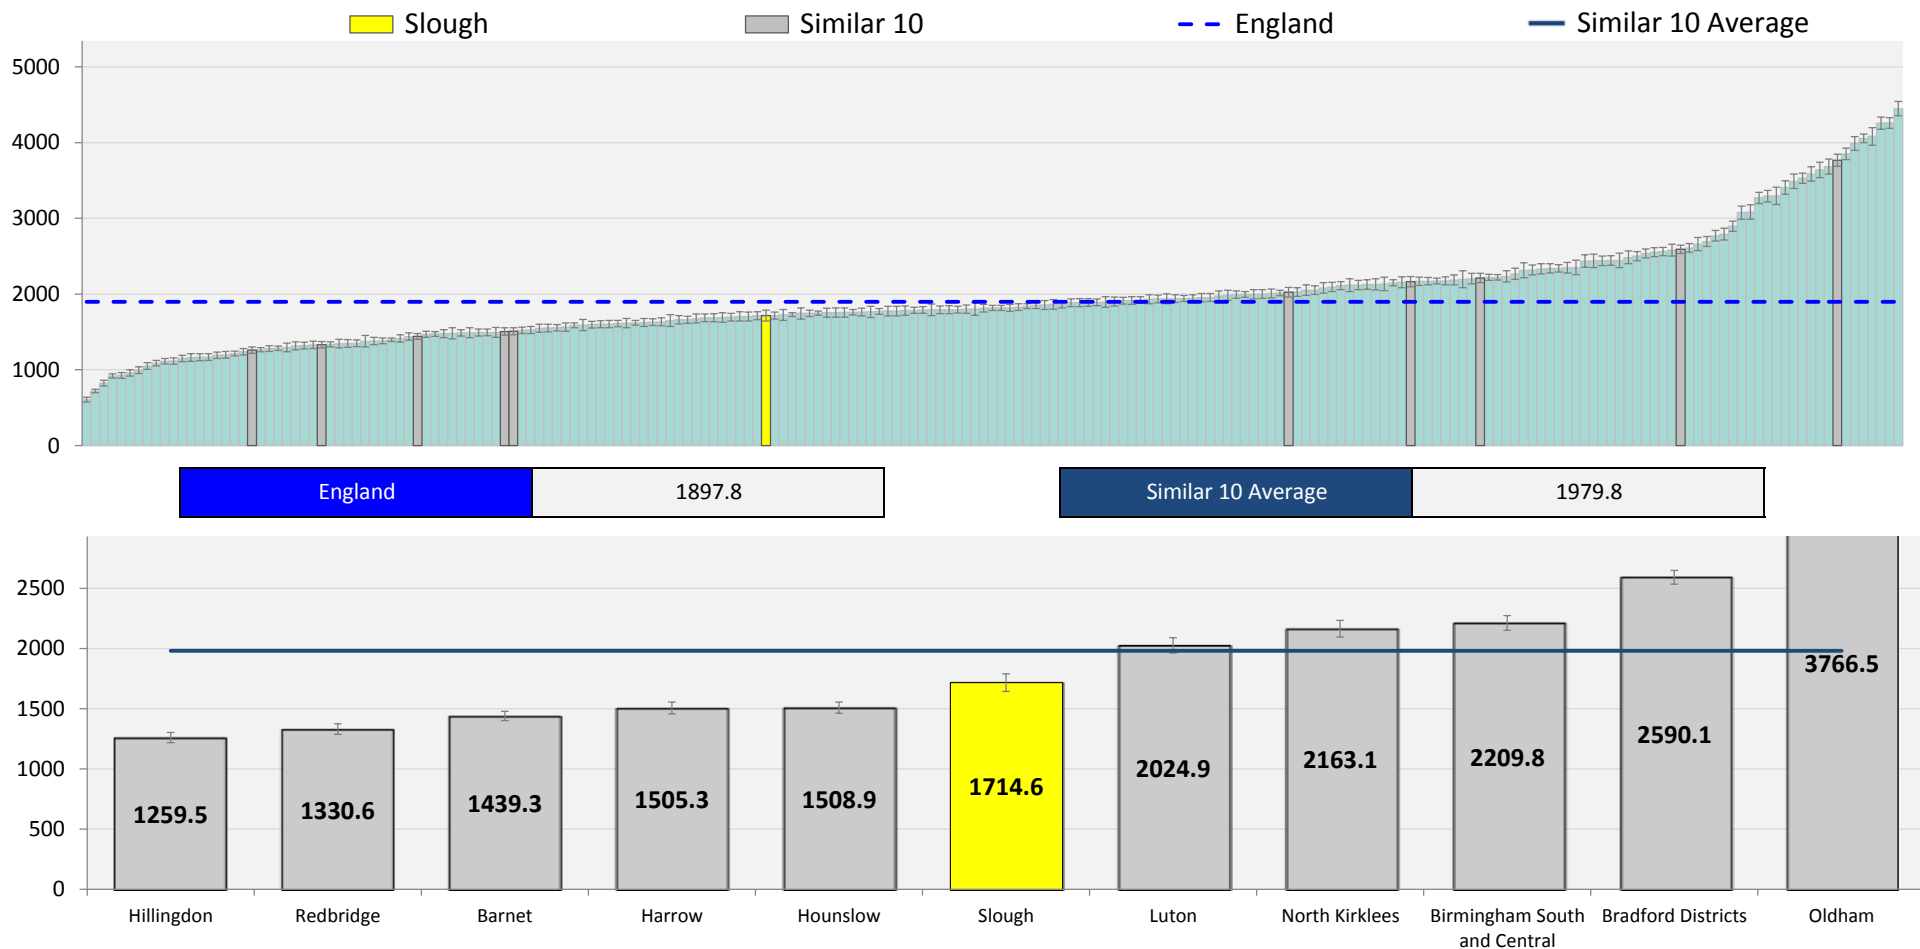 Slough Similar 10 England Similar 10 Average
5000
4000
3000
2000
1000
0
England 1897.8 Similar 10 Average 1979.8
2500
2000
1500
1000
500
0
1259.5 1330.6 1439.3 1505.3 1508.9 1714.6 2024.9 2163.1 2209.8 2590.1 3766.5
Hillingdon Redbridge Barnet Harrow Hounslow Slough Luton North Kirklees Birmingham South Bradford Districts Oldham
and Central